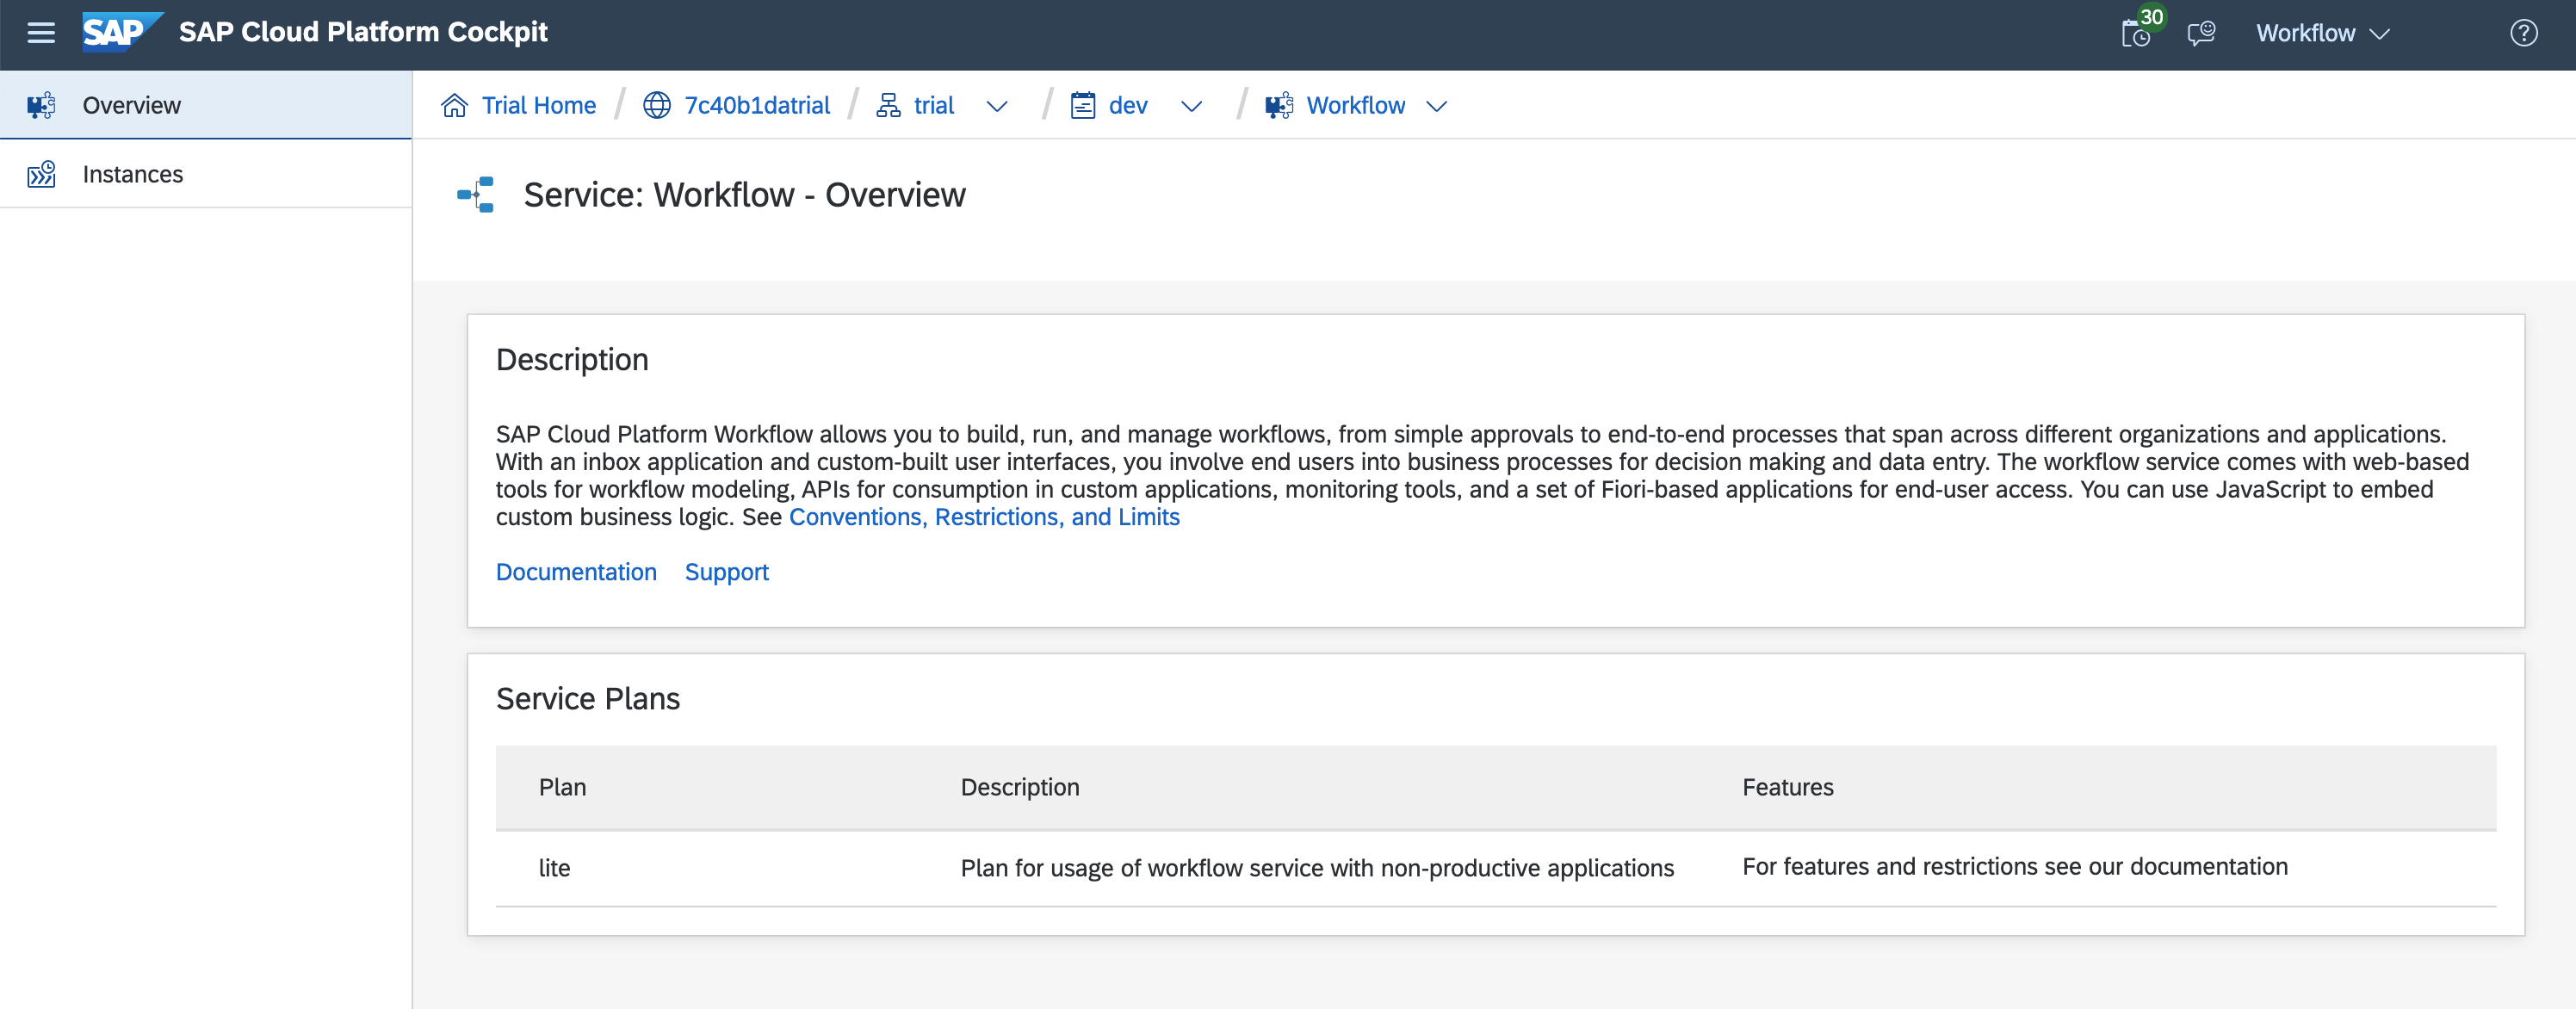 SAP SAP Cloud Platform Cockpit 30 Workflow ?
Overview
Instances
Trial Home / 7c40b1datrial / trial / dev / Workflow
Service: Workflow - Overview
Description
SAP Cloud Platform Workflow allows you to build, run, and manage workflows, from simple approvals to end-to-end processes that span across different organizations and applications.
With an inbox application and custom-built user interfaces, you involve end users into business processes for decision making and data entry. The workflow service comes with web-based
tools for workflow modeling, APIs for consumption in custom applications, monitoring tools, and a set of Fiori-based applications for end-user access. You can use JavaScript to embed
custom business logic. See Conventions, Restrictions, and Limits
Documentation Support
Service Plans
Plan Description Features
lite Plan for usage of workflow service with non-productive applications For features and restrictions see our documentation